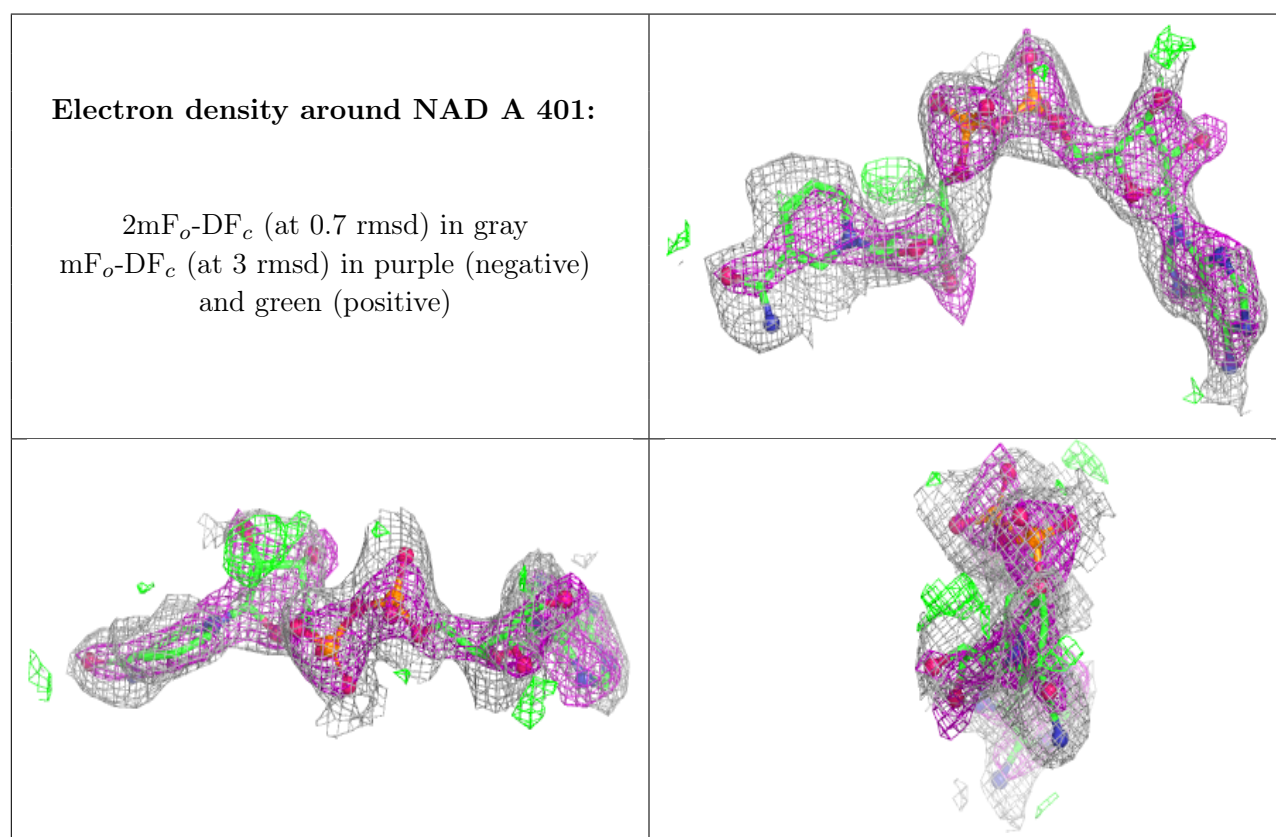 Electron density around NAD A 401:
2mFo-DFc (at 0.7 rmsd) in gray
mFo-DFc (at 3 rmsd) in purple (negative)
and green (positive)